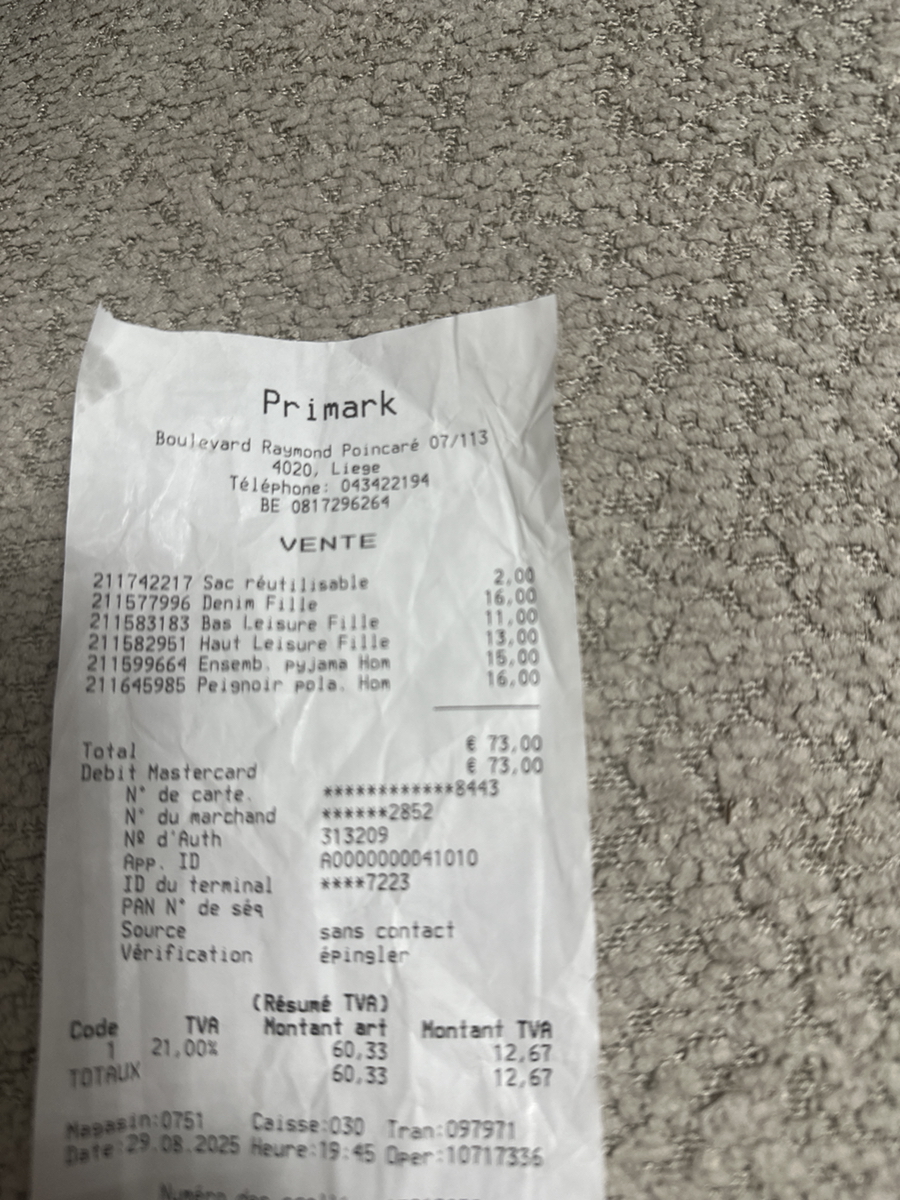 Primark
Boulevard Raymond Poincaré 07/113
4020, Liege
Téléphone: 043422194
BE 0817296264
VENTE
211742217 Sac réutilisable 2,00
211577996 Denim Fille 16,00
211583183 Bas Leisure Fille 11,00
211582951 Haut Leisure Fille 13,00
211599664 Ensemb. pyjama Hom 15,00
211645985 Peignoir pola. Hom 16,00
Total € 73,00
Debit Mastercard € 73,00
N° de carte. ************8443
N° du marchand ******2852
Nº d'Auth 313209
App. ID A0000000041010
ID du terminal ****7223
PAN N° de séq
Source sans contact
Vérification épingler
(Résumé TVA)
Code TVA Montant art Montant TVA
1 21,00% 60,33 12,67
TOTAUX 60,33 12,67
Magasin:0751 Caisse:030 Tran:097971
Date:29.08.2025 Heure:19:45 Oper:10717336